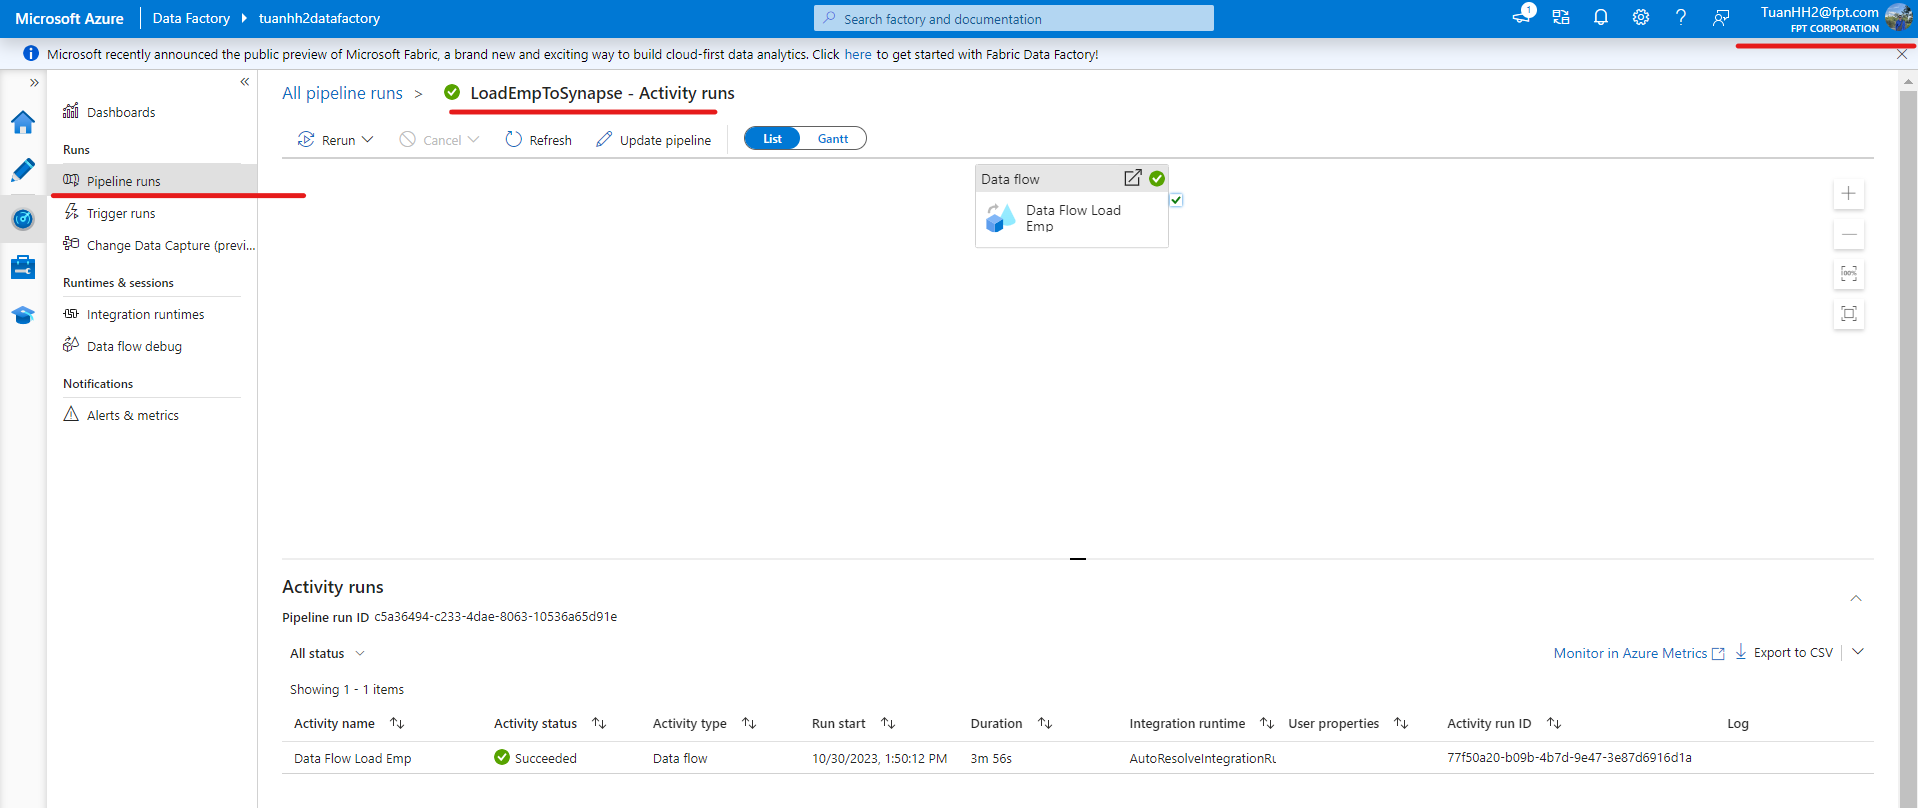 Microsoft Azure
Data Factory
tuanhh2datafactory
Search factory and documentation
1
TuanHH2@fpt.com
FPT CORPORATION
Microsoft recently announced the public preview of Microsoft Fabric, a brand new and exciting way to build cloud-first data analytics. Click here to get started with Fabric Data Factory!
Dashboards
Runs
Pipeline runs
Trigger runs
Change Data Capture (previ...
Runtimes & sessions
Integration runtimes
Data flow debug
Notifications
Alerts & metrics
All pipeline runs > LoadEmpToSynapse - Activity runs
Rerun
Cancel
Refresh
Update pipeline
List
Gantt
Data flow
Data Flow Load
Emp
100%
Activity runs
Pipeline run ID c5a36494-c233-4dae-8063-10536a65d91e
All status
Monitor in Azure Metrics
Export to CSV
Showing 1 - 1 items
Activity name
Activity status
Activity type
Run start
Duration
Integration runtime
User properties
Activity run ID
Log
Data Flow Load Emp
Succeeded
Data flow
10/30/2023, 1:50:12 PM
3m 56s
AutoResolveIntegrationRu
77f50a20-b09b-4b7d-9e47-3e87d6916d1a